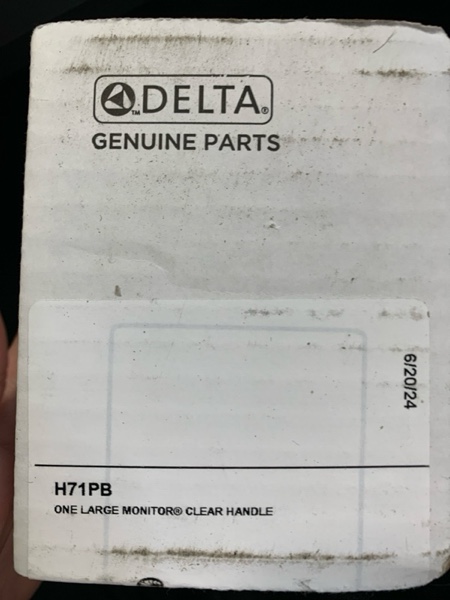 DELTA
GENUINE PARTS
6/20/24
H71PB
ONE LARGE MONITOR® CLEAR HANDLE